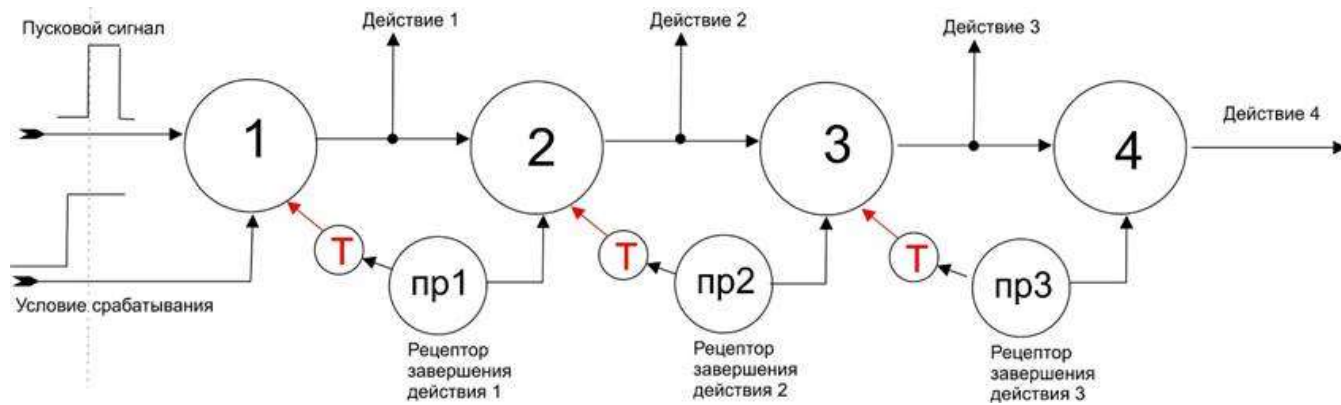 Пусковой сигнал
Действие 1
Действие 2
Действие 3
Действие 4
1
2
3
4
Т
Т
Т
пр1
пр2
пр3
Условие срабатывания
Рецептор
завершения
действия 1
Рецептор
завершения
действия 2
Рецептор
завершения
действия 3